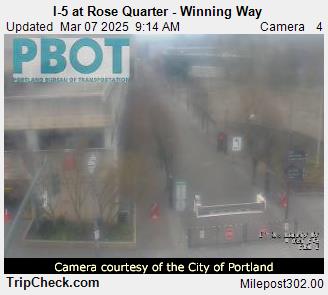 I-5 at Rose Quarter - Winning Way
Updated Mar 07 2025 9:14 AM Camera 4
PBOT
PORTLAND BUREAU OF TRANSPORTATION
Camera courtesy of the City of Portland
TripCheck.com Milepost302.00